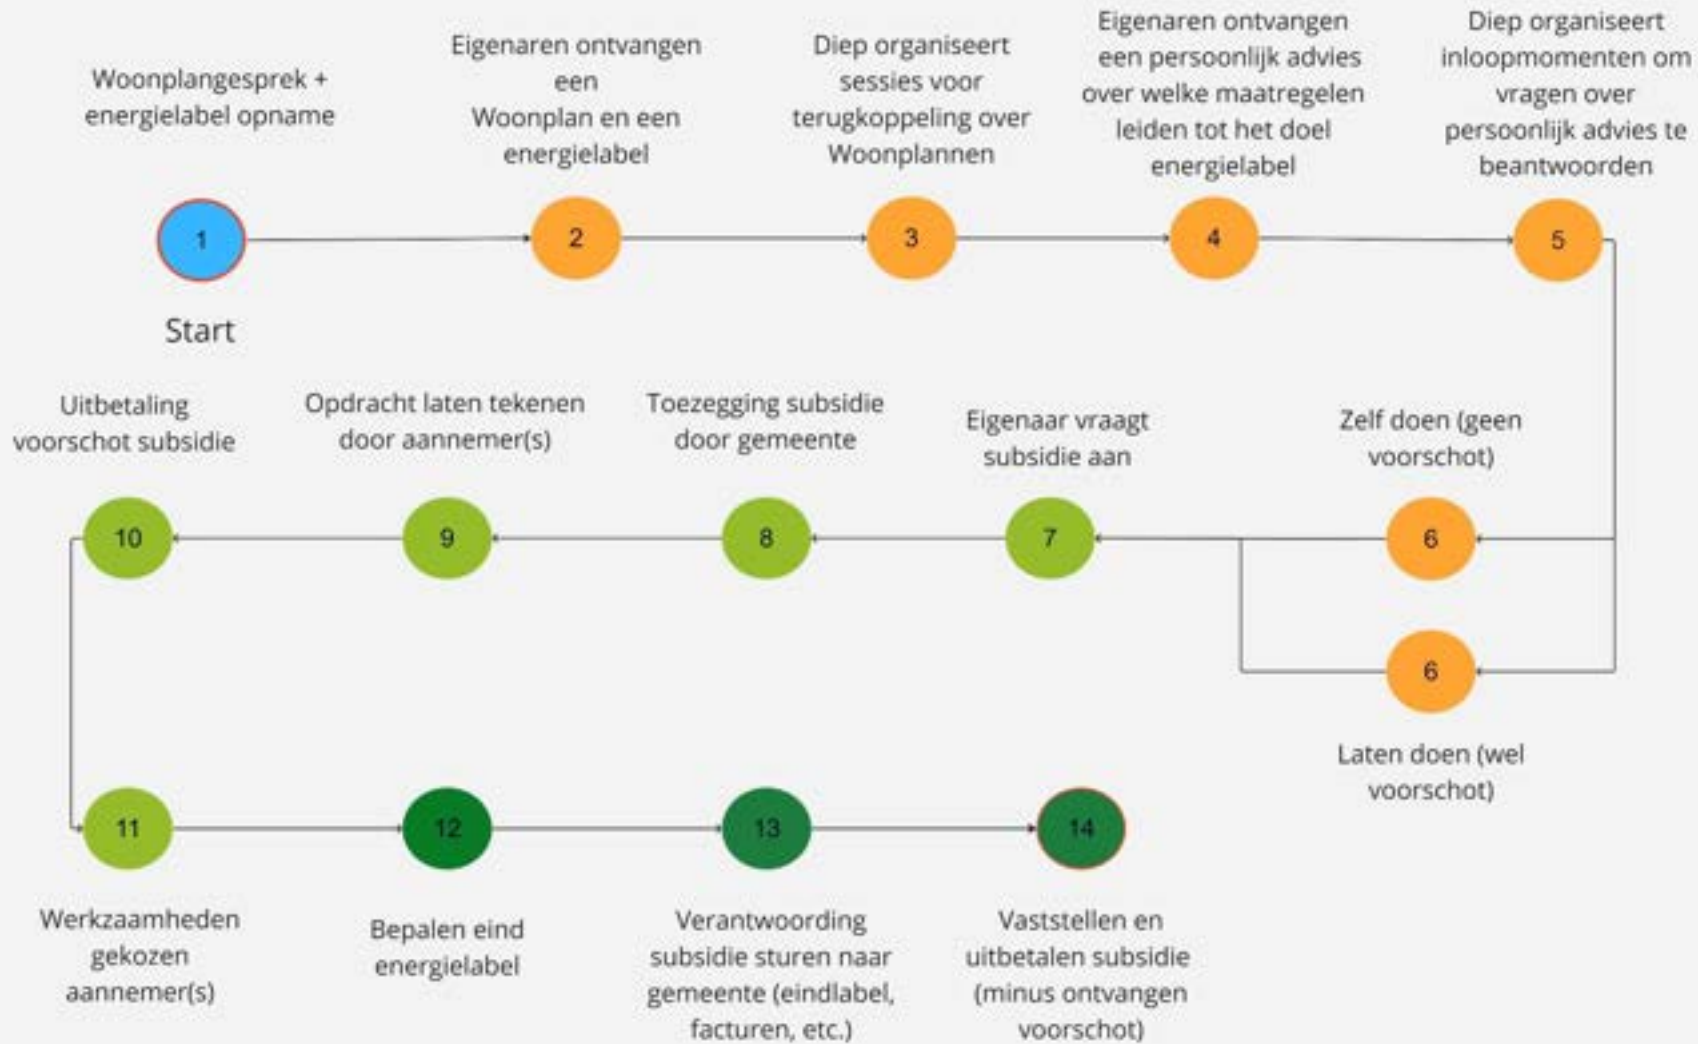 Woonplangesprek +
energielabel opname
1
Start
Eigenaren ontvangen
een
Woonplan en een
energielabel
2
Diep organiseert
sessies voor
terugkoppeling over
Woonplannen
3
Eigenaren ontvangen
een persoonlijk advies
over welke maatregelen
leiden tot het doel
energielabel
4
Diep organiseert
inloopmomenten om
vragen over
persoonlijk advies te
beantwoorden
5
Zelf doen (geen
voorschot)
6
6
Laten doen (wel
voorschot)
Eigenaar vraagt
subsidie aan
7
Toezegging subsidie
door gemeente
8
Opdracht laten tekenen
door aannemer(s)
9
Uitbetaling
voorschot subsidie
10
11
Werkzaamheden
gekozen
aannemer(s)
12
Bepalen eind
energielabel
13
Verantwoording
subsidie sturen naar
gemeente (eindlabel,
facturen, etc.)
14
Vaststellen en
uitbetalen subsidie
(minus ontvangen
voorschot)